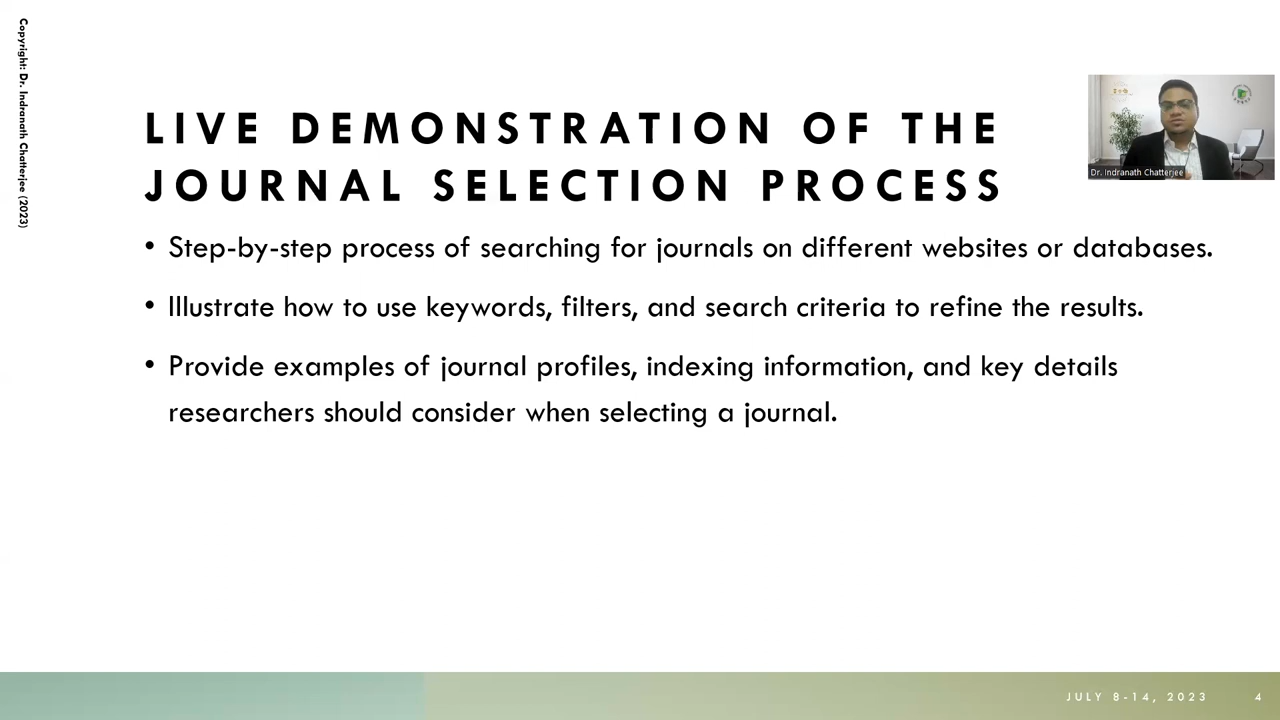 Copyright: Dr. Indranath Chatterjee (2023)
LIVE DEMONSTRATION OF THE
JOURNAL SELECTION PROCESS
• Step-by-step process of searching for journals on different websites or databases.
• Illustrate how to use keywords, filters, and search criteria to refine the results.
• Provide examples of journal profiles, indexing information, and key details
researchers should consider when selecting a journal.
Dr. Indranath Chatterjee
JULY 8-14, 2023 4